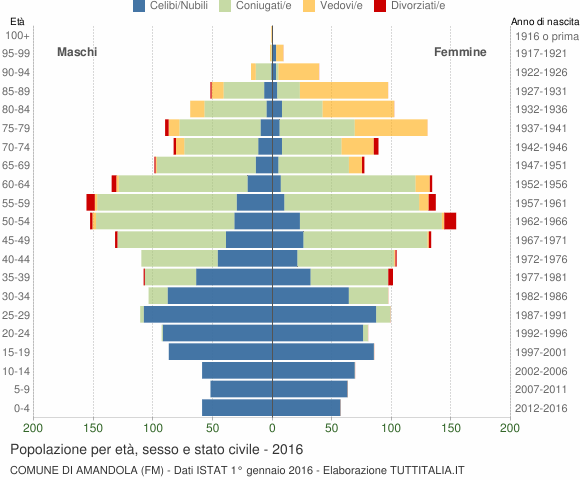 Celibi/Nubili Coniugati/e Vedovi/e Divorziati/e
Età Anno di nascita
Maschi Femmine
100+ 1916 o prima
95-99 1917-1921
90-94 1922-1926
85-89 1927-1931
80-84 1932-1936
75-79 1937-1941
70-74 1942-1946
65-69 1947-1951
60-64 1952-1956
55-59 1957-1961
50-54 1962-1966
45-49 1967-1971
40-44 1972-1976
35-39 1977-1981
30-34 1982-1986
25-29 1987-1991
20-24 1992-1996
15-19 1997-2001
10-14 2002-2006
5-9 2007-2011
0-4 2012-2016
200 150 100 50 0 50 100 150 200
Popolazione per età, sesso e stato civile - 2016
COMUNE DI AMANDOLA (FM) - Dati ISTAT 1° gennaio 2016 - Elaborazione TUTTITALIA.IT